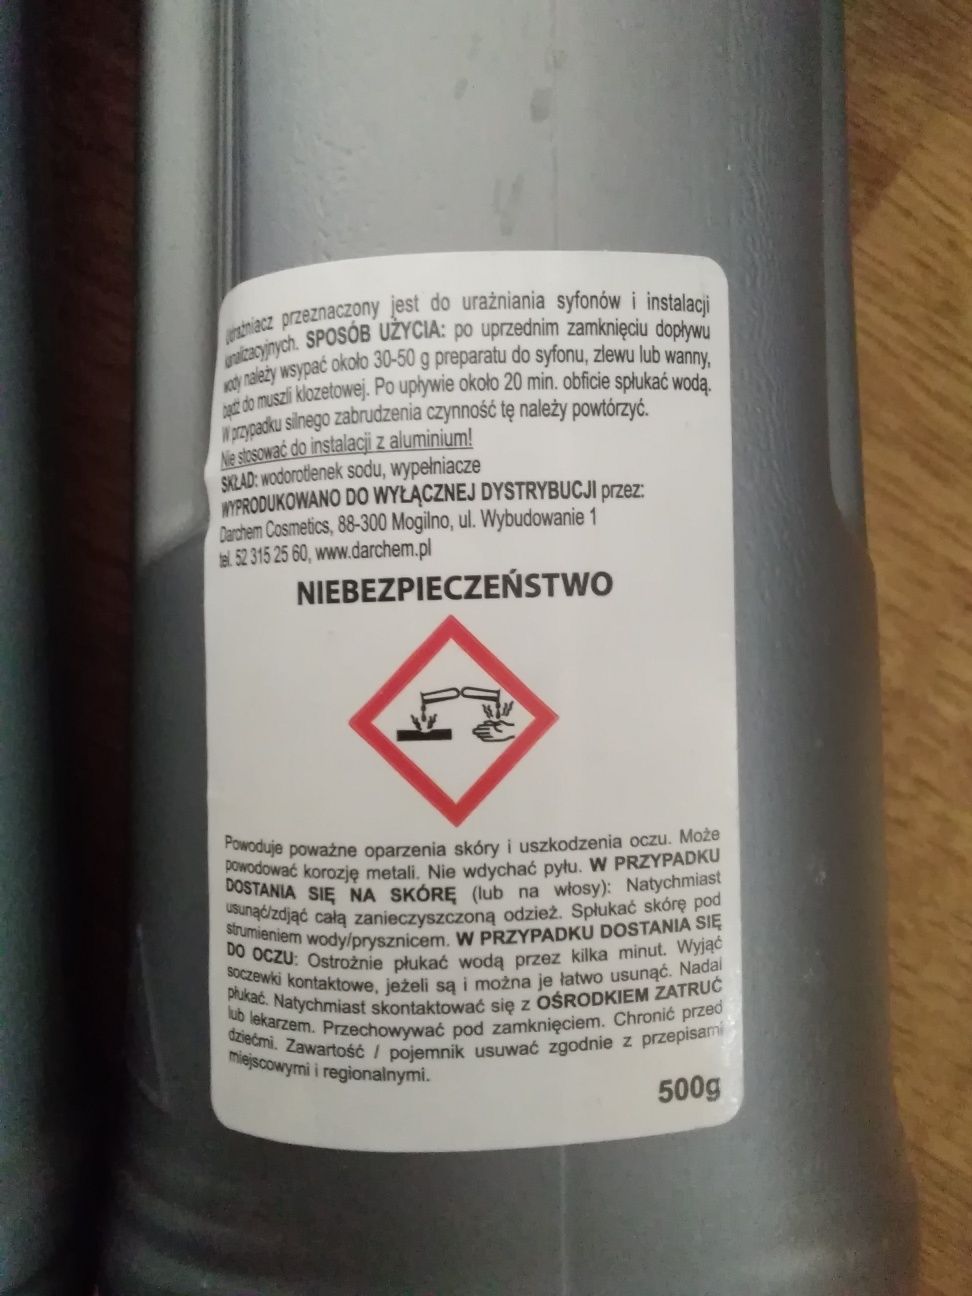 Udrażniacz przeznaczony jest do urażniania syfonów i instalacji
kanalizacyjnych. SPOSÓB UŻYCIA: po uprzednim zamknięciu dopływu
wody należy wsypać około 30-50 g preparatu do syfonu, zlewu lub wanny,
bądź do muszli klozetowej. Po upływie około 20 min. obficie spłukać wodą.
W przypadku silnego zabrudzenia czynność tę należy powtórzyć.
Nie stosować do instalacji z aluminium!
SKŁAD: wodorotlenek sodu, wypełniacze
WYPRODUKOWANO DO WYŁĄCZNEJ DYSTRYBUCJI przez:
Darchem Cosmetics, 88-300 Mogilno, ul. Wybudowanie 1
tel. 52 315 25 60, www.darchem.pl
NIEBEZPIECZEŃSTWO
Powoduje poważne oparzenia skóry i uszkodzenia oczu. Może
powodować korozję metali. Nie wdychać pyłu. W PRZYPADKU
DOSTANIA SIĘ NA SKÓRĘ (lub na włosy): Natychmiast
usunąć/zdjąć całą zanieczyszczoną odzież. Spłukać skórę pod
strumieniem wody/prysznicem. W PRZYPADKU DOSTANIA SIĘ
DO OCZU: Ostrożnie płukać wodą przez kilka minut. Wyjąć
soczewki kontaktowe, jeżeli są i można je łatwo usunąć. Nadal
płukać. Natychmiast skontaktować się z OŚRODKIEM ZATRUĆ
lub lekarzem. Przechowywać pod zamknięciem. Chronić przed
dziećmi. Zawartość / pojemnik usuwać zgodnie z przepisami
miejscowymi i regionalnymi.
500g